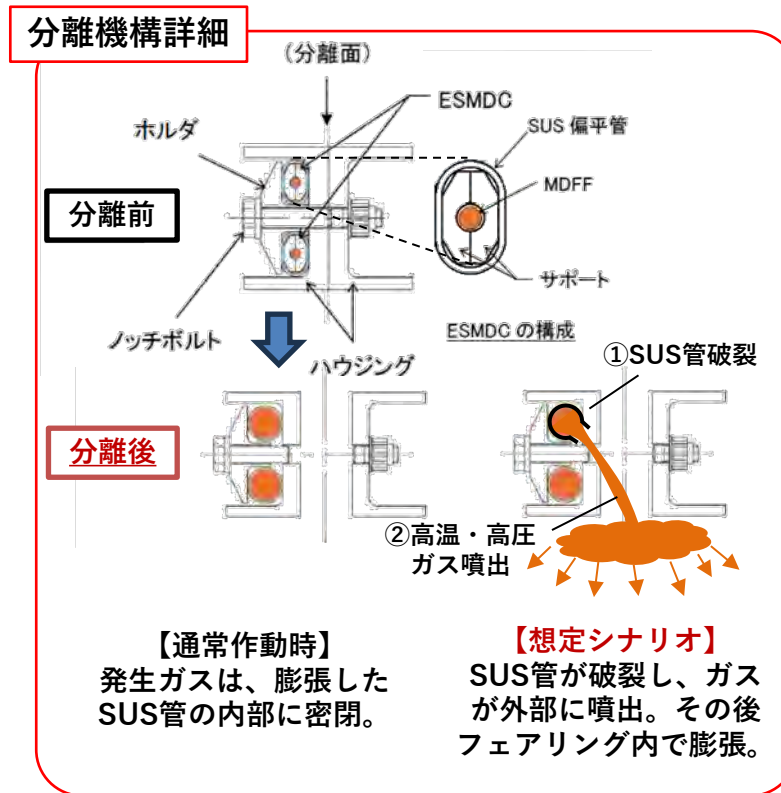 分離機構詳細
(分離面)
ESMDC
ホルダ
SUS 偏平管
MDFF
分離前
サポート
ノッチボルト
ハウジング
ESMDC の構成
①SUS管破裂
分離後
②高温・高圧
ガス噴出
【通常作動時】
発生ガスは、膨張した
SUS管の内部に密閉。
【想定シナリオ】
SUS管が破裂し、ガス
が外部に噴出。その後
フェアリング内で膨張。